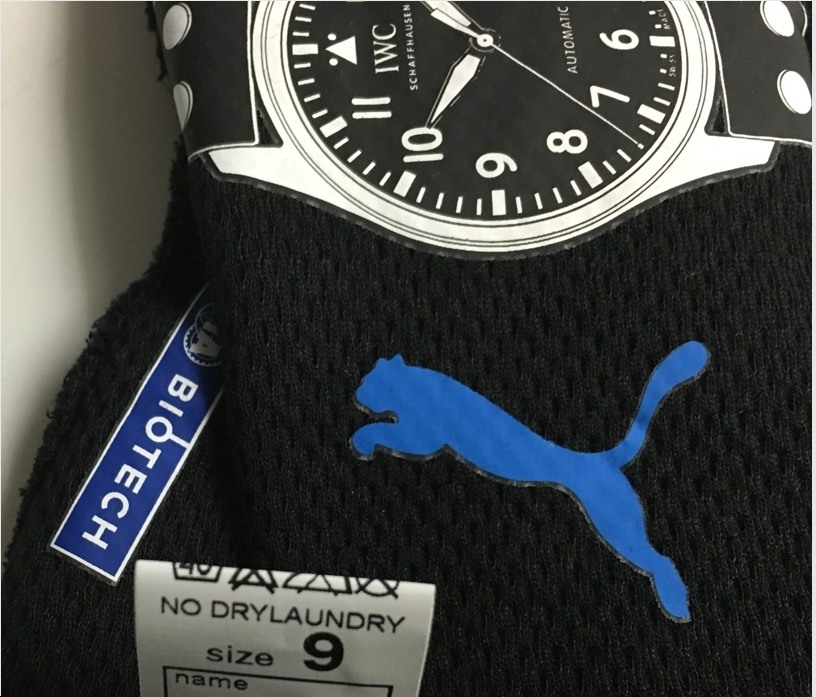 IWC
SCHAFFHAUSEN
AUTOMATIC
6
7
8
9
10
11
BIOTECH
40
NO DRYLAUNDRY
size 9
name